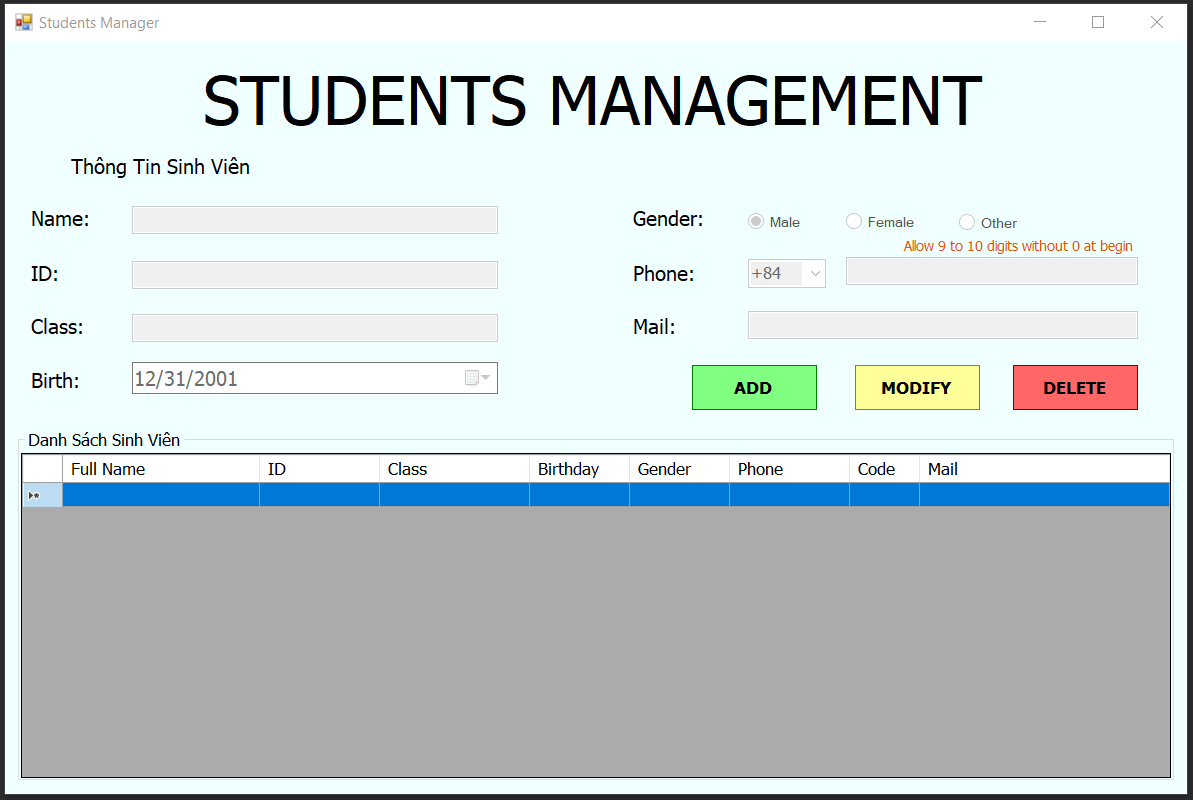 Students Manager
STUDENTS MANAGEMENT
Thông Tin Sinh Viên
Name:
Gender: Male Female Other
Allow 9 to 10 digits without 0 at begin
ID:
Phone: +84
Class:
Mail:
Birth: 12/31/2001
ADD MODIFY DELETE
Danh Sách Sinh Viên
Full Name ID Class Birthday Gender Phone Code Mail